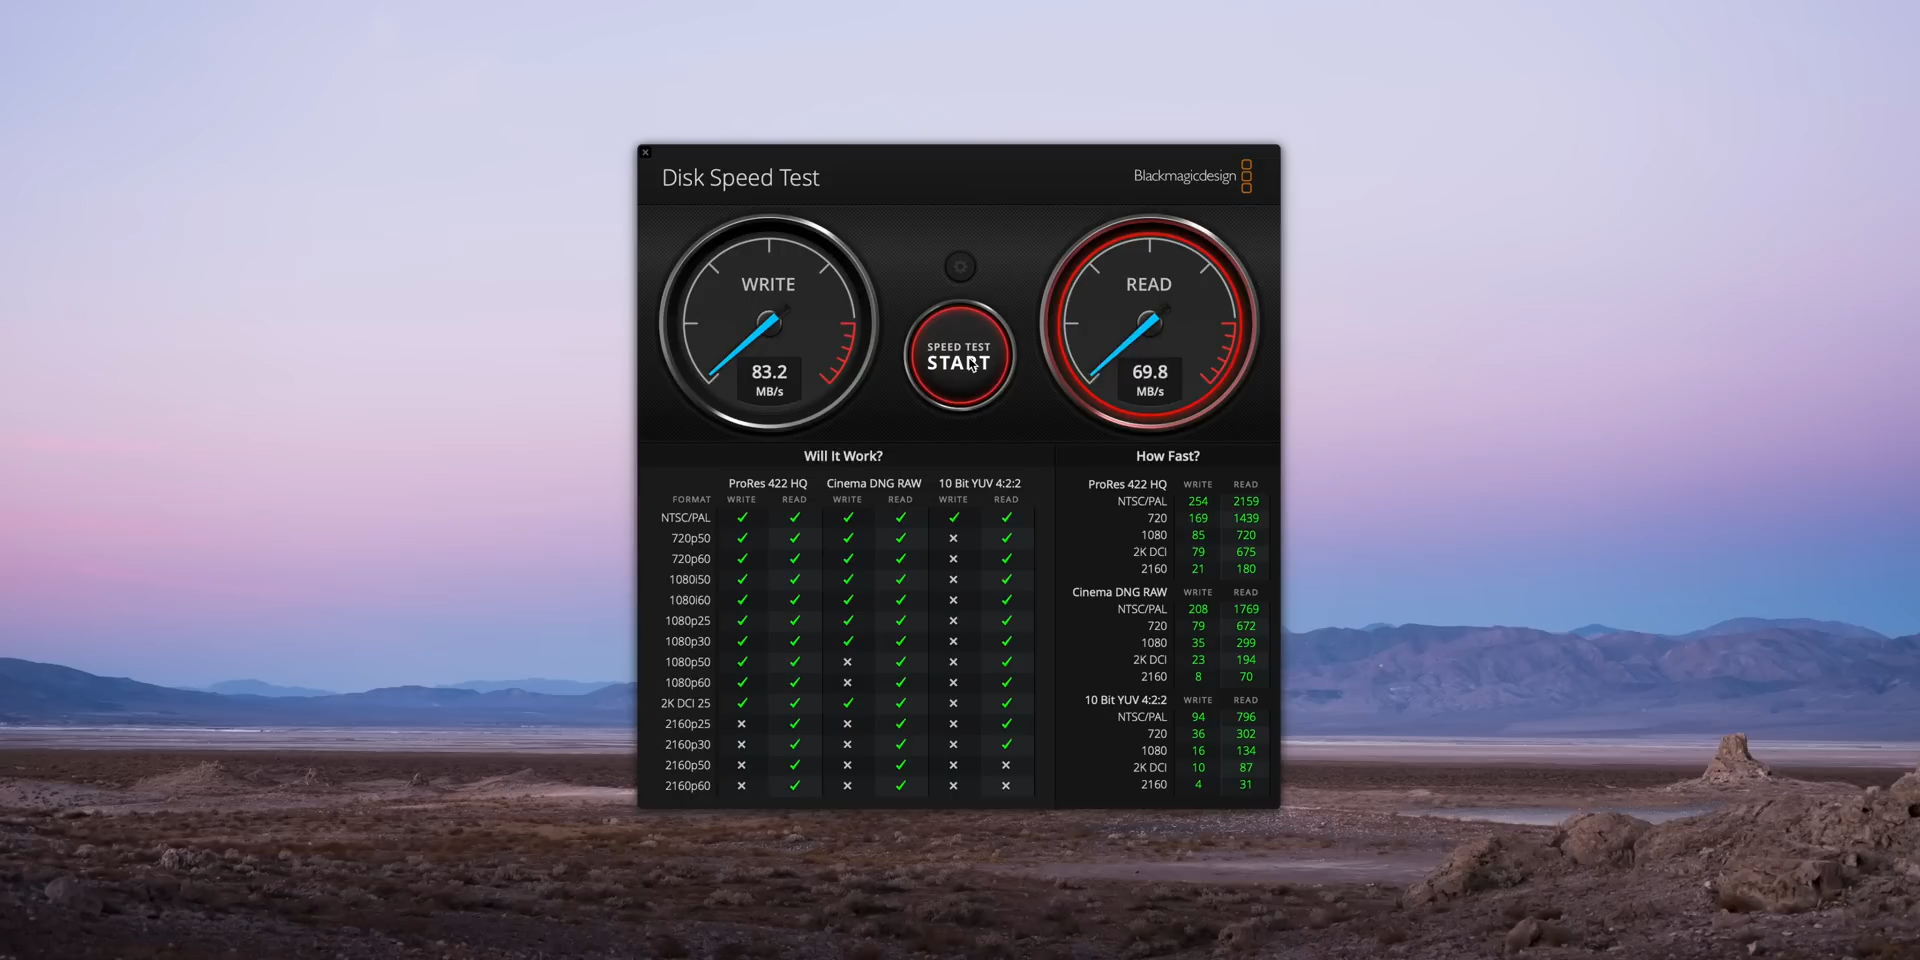 Disk Speed Test
Blackmagicdesign
WRITE
83.2
MB/s
SPEED TEST
START
READ
69.8
MB/s
Will It Work?
ProRes 422 HQ Cinema DNG RAW 10 Bit YUV 4:2:2
FORMAT WRITE READ WRITE READ WRITE READ
NTSC/PAL ✓ ✓ ✓ ✓ ✓ ✓
720p50 ✓ ✓ ✓ ✓ × ✓
720p60 ✓ ✓ ✓ ✓ × ✓
1080i50 ✓ ✓ ✓ ✓ × ✓
1080i60 ✓ ✓ ✓ ✓ × ✓
1080p25 ✓ ✓ ✓ ✓ × ✓
1080p30 ✓ ✓ ✓ ✓ × ✓
1080p50 ✓ ✓ × ✓ × ✓
1080p60 ✓ ✓ × ✓ × ✓
2K DCI 25 ✓ ✓ ✓ ✓ × ✓
2160p25 × ✓ × ✓ × ✓
2160p30 × ✓ × ✓ × ✓
2160p50 × ✓ × ✓ × ×
2160p60 × ✓ × ✓ × ×
How Fast?
ProRes 422 HQ WRITE READ
NTSC/PAL 254 2159
720 169 1439
1080 85 720
2K DCI 79 675
2160 21 180
Cinema DNG RAW WRITE READ
NTSC/PAL 208 1769
720 79 672
1080 35 299
2K DCI 23 194
2160 8 70
10 Bit YUV 4:2:2 WRITE READ
NTSC/PAL 94 796
720 36 302
1080 16 134
2K DCI 10 87
2160 4 31